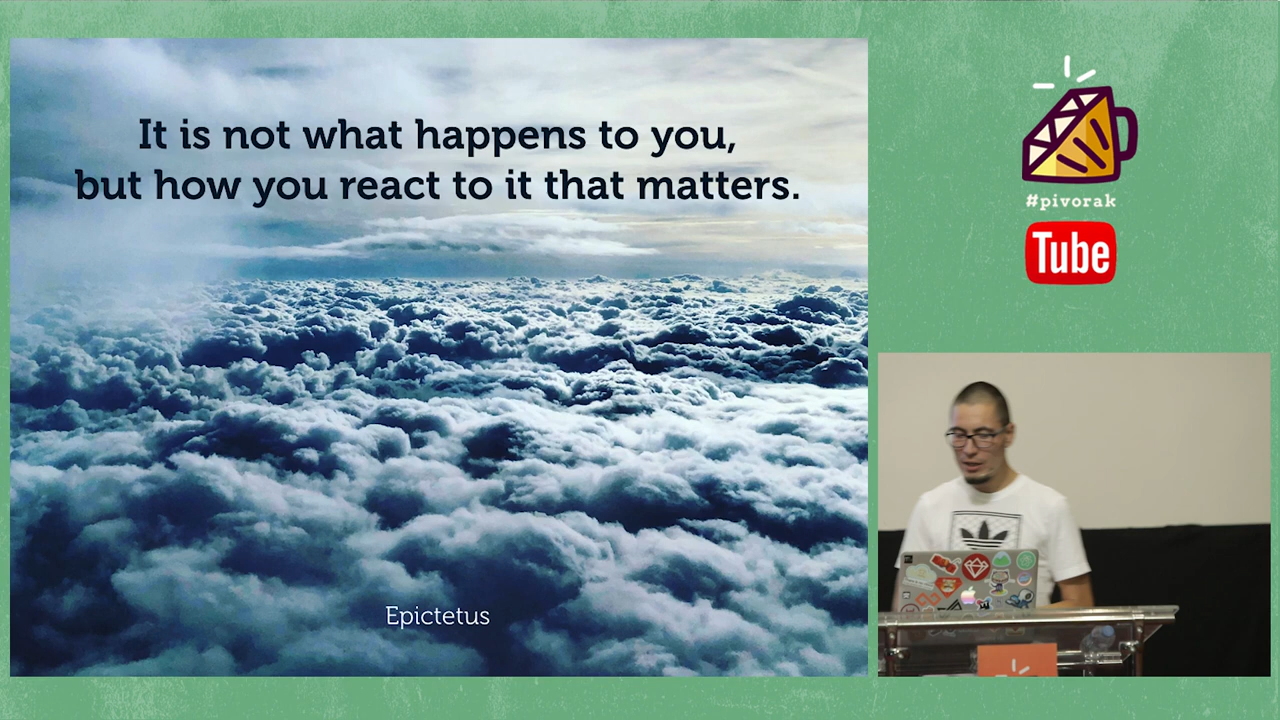 It is not what happens to you,
but how you react to it that matters.
Epictetus
#pivorak
Tube